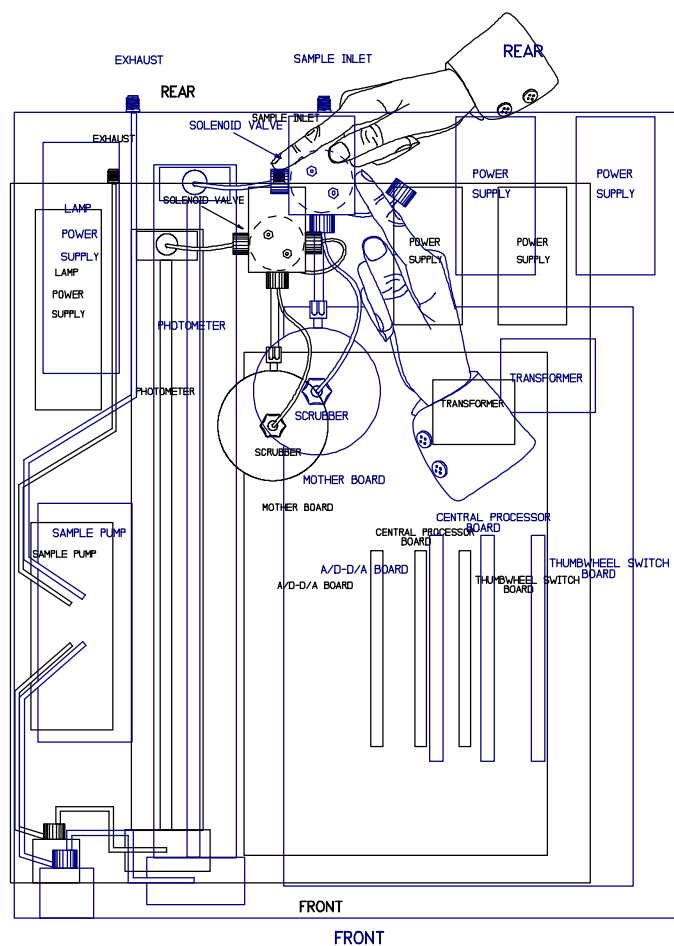 REAR
EXHAUST
SAMPLE INLET
REAR
SAMPLE INLET
SOLENOID VALVE
EXHAUST
POWER
SUPPLY
POWER
SUPPLY
SOLENOID VALVE
LAMP
POWER
SUPPLY
LAMP
POWER
SUPPLY
POWER
SUPPLY
POWER
SUPPLY
PHOTOMETER
TRANSFORMER
PHOTOMETER
TRANSFORMER
SCRUBBER
SCRUBBER
MOTHER BOARD
MOTHER BOARD
CENTRAL PROCESSOR
BOARD
SAMPLE PUMP
CENTRAL PROCESSOR
BOARD
SAMPLE PUMP
A/D-D/A BOARD
THUMBWHEEL SWITCH
BOARD
A/D-D/A BOARD
THUMBWHEEL SWITCH
BOARD
FRONT
FRONT